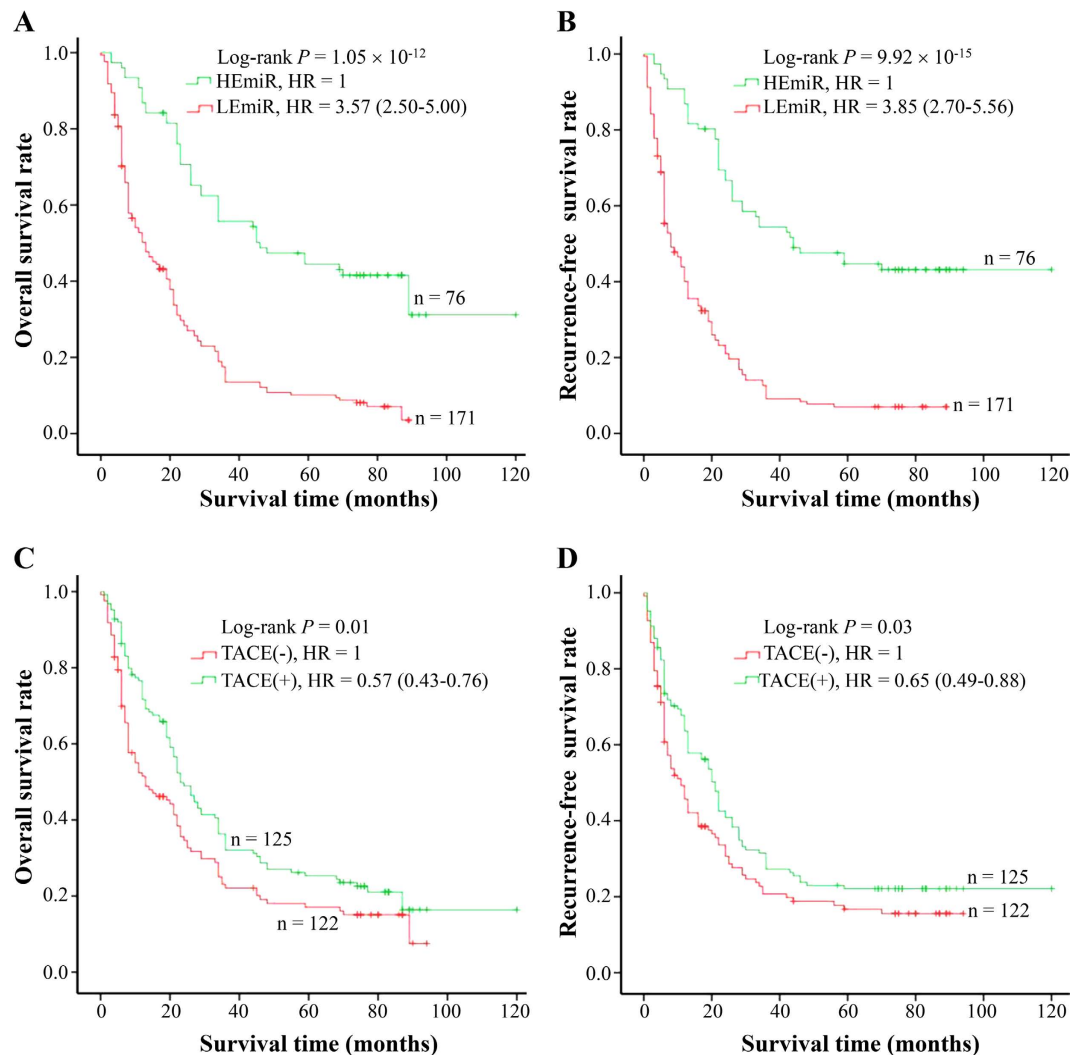 A
Log-rank P = 1.05 × 10-12
HEmiR, HR = 1
LEmiR, HR = 3.57 (2.50-5.00)
Overall survival rate
1.0
0.8
0.6
0.4
0.2
0.0
n = 76
n = 171
0 20 40 60 80 100 120
Survival time (months)
B
Log-rank P = 9.92 × 10-15
HEmiR, HR = 1
LEmiR, HR = 3.85 (2.70-5.56)
Recurrence-free survival rate
1.0
0.8
0.6
0.4
0.2
0.0
n = 76
n = 171
0 20 40 60 80 100 120
Survival time (months)
C
Log-rank P = 0.01
TACE(-), HR = 1
TACE(+), HR = 0.57 (0.43-0.76)
Overall survival rate
1.0
0.8
0.6
0.4
0.2
0.0
n = 125
n = 122
0 20 40 60 80 100 120
Survival time (months)
D
Log-rank P = 0.03
TACE(-), HR = 1
TACE(+), HR = 0.65 (0.49-0.88)
Recurrence-free survival rate
1.0
0.8
0.6
0.4
0.2
0.0
n = 125
n = 122
0 20 40 60 80 100 120
Survival time (months)